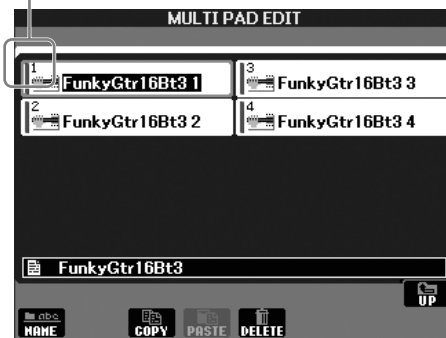 MULTI PAD EDIT
1 FunkyGtr16Bt3 1
3 FunkyGtr16Bt3 3
2 FunkyGtr16Bt3 2
4 FunkyGtr16Bt3 4
FunkyGtr16Bt3
UP
abc
NAME COPY PASTE DELETE